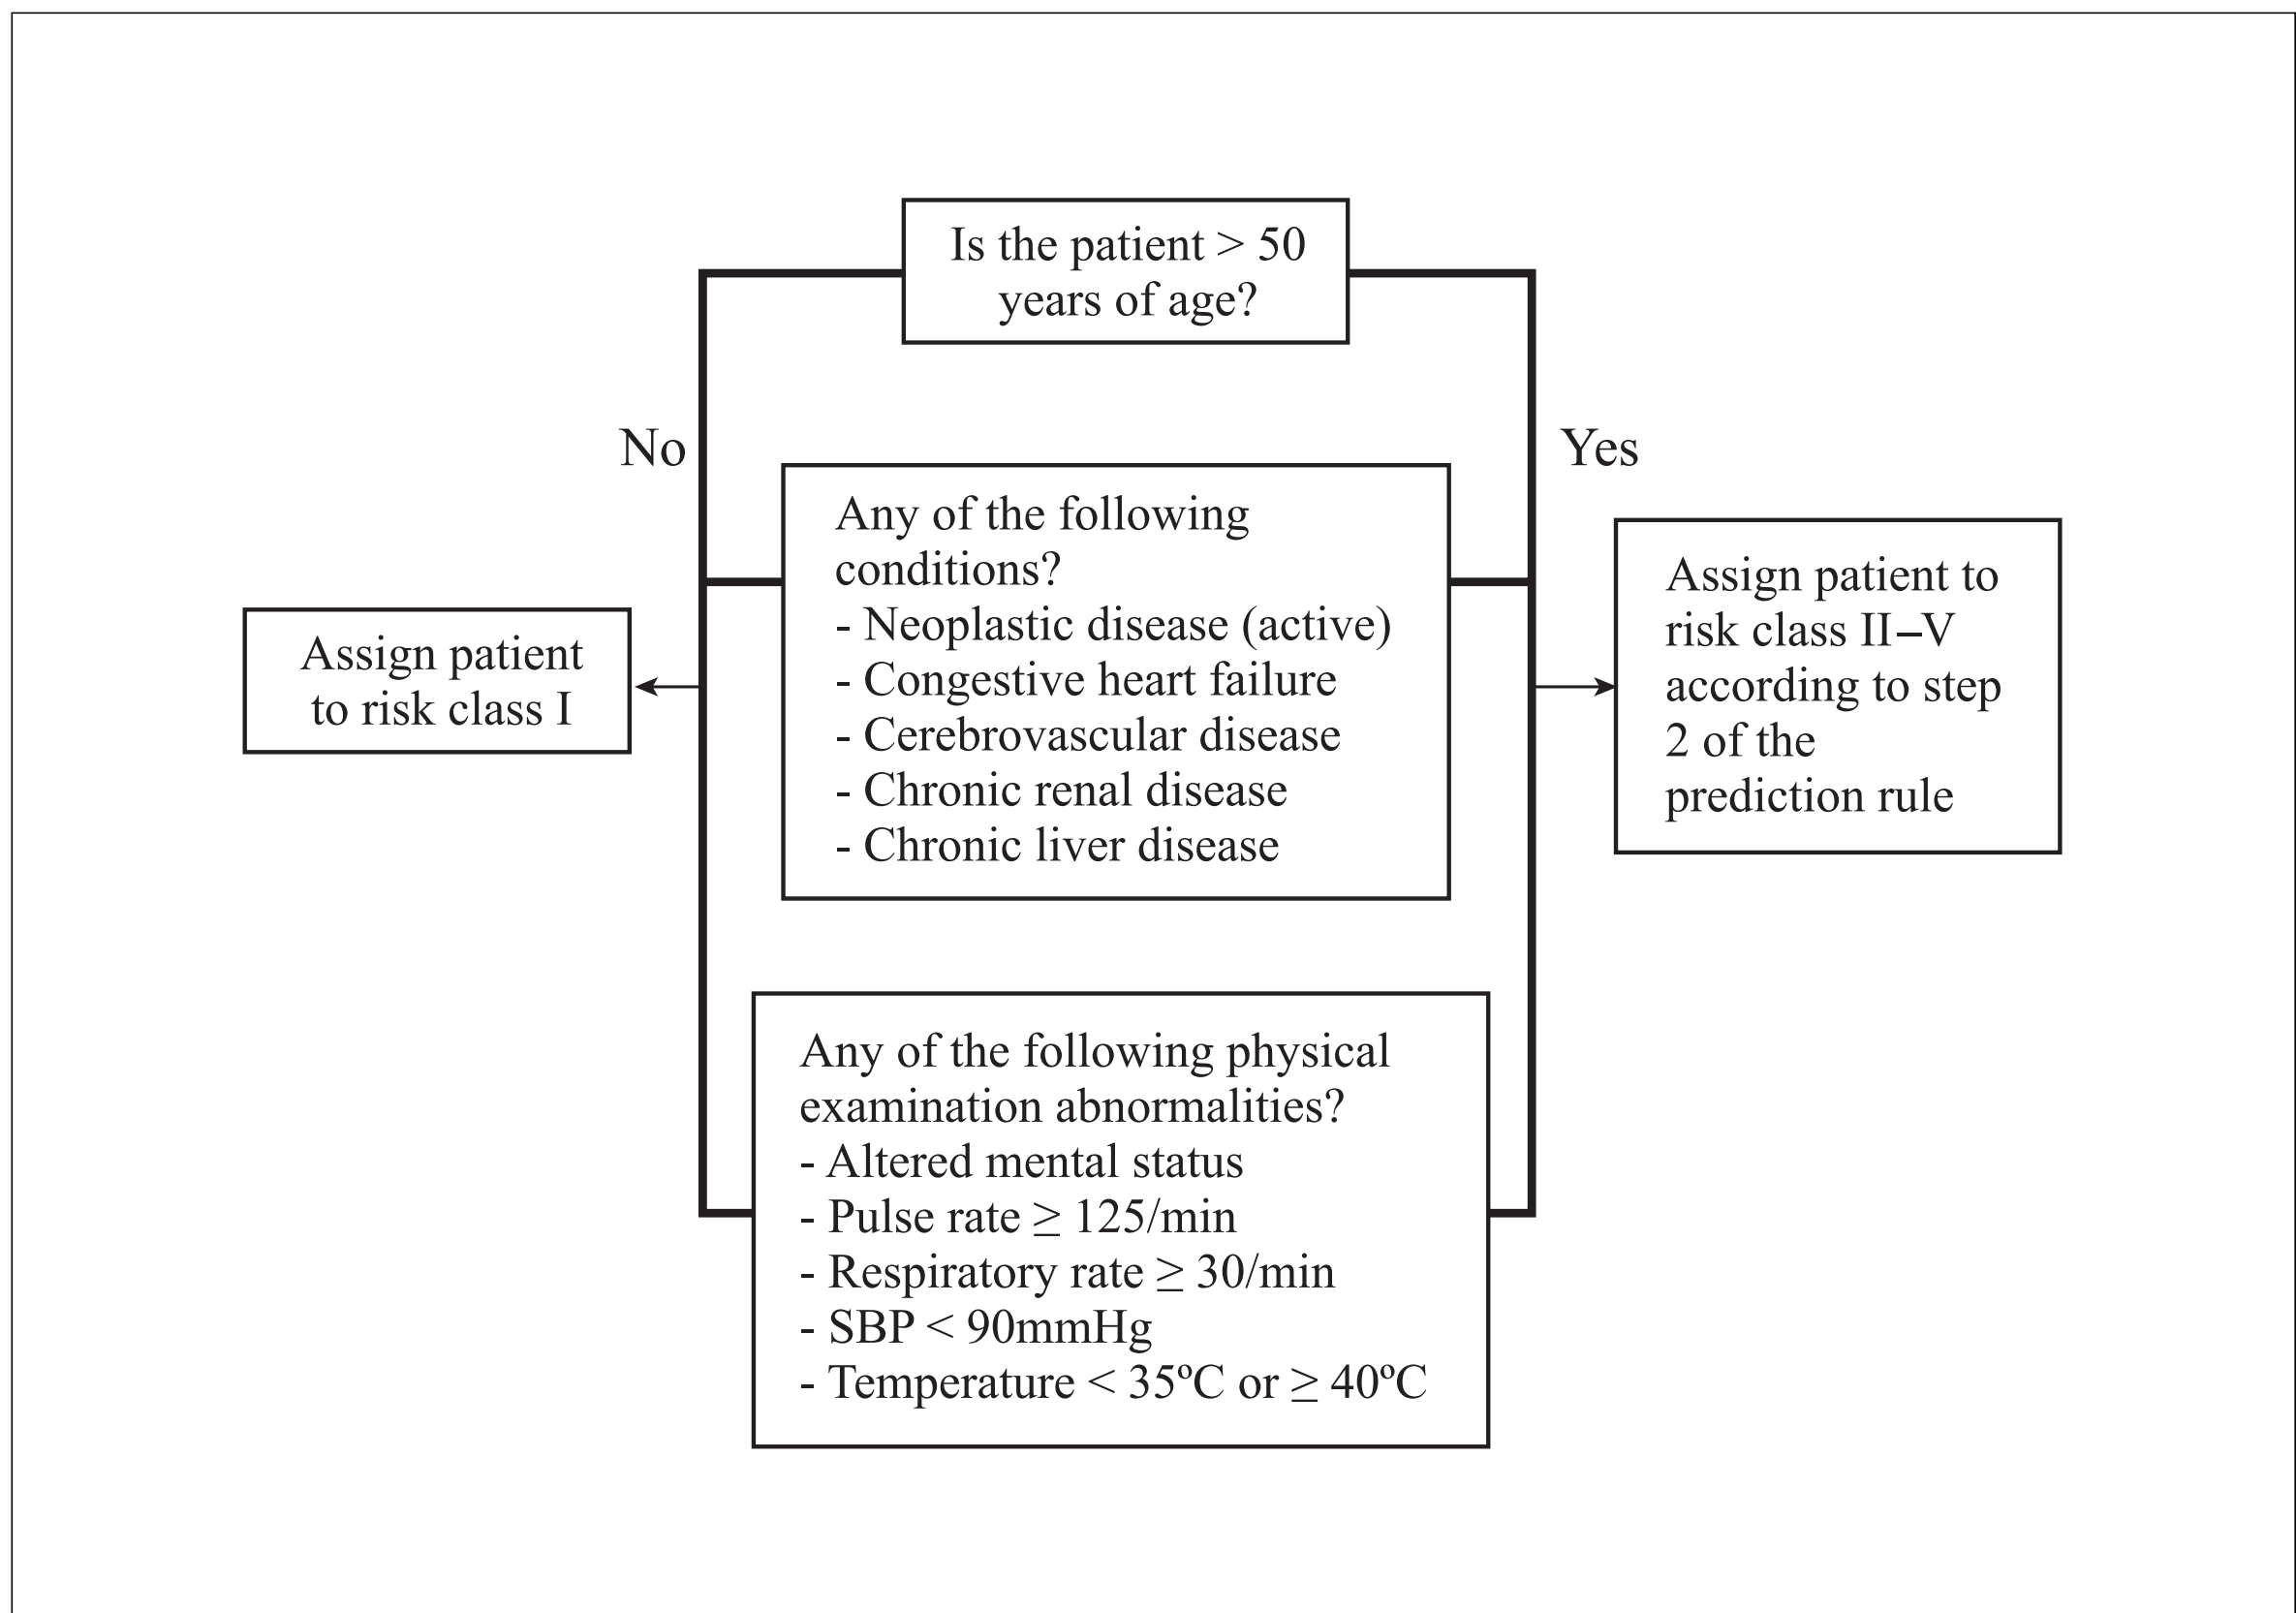 Is the patient > 50
years of age?
No
Yes
Any of the following
conditions?
- Neoplastic disease (active)
- Congestive heart failure
- Cerebrovascular disease
- Chronic renal disease
- Chronic liver disease
Assign patient
to risk class I
Assign patient to
risk class II–V
according to step
2 of the
prediction rule
Any of the following physical
examination abnormalities?
- Altered mental status
- Pulse rate ≥ 125/min
- Respiratory rate ≥ 30/min
- SBP < 90mmHg
- Temperature < 35ºC or ≥ 40ºC